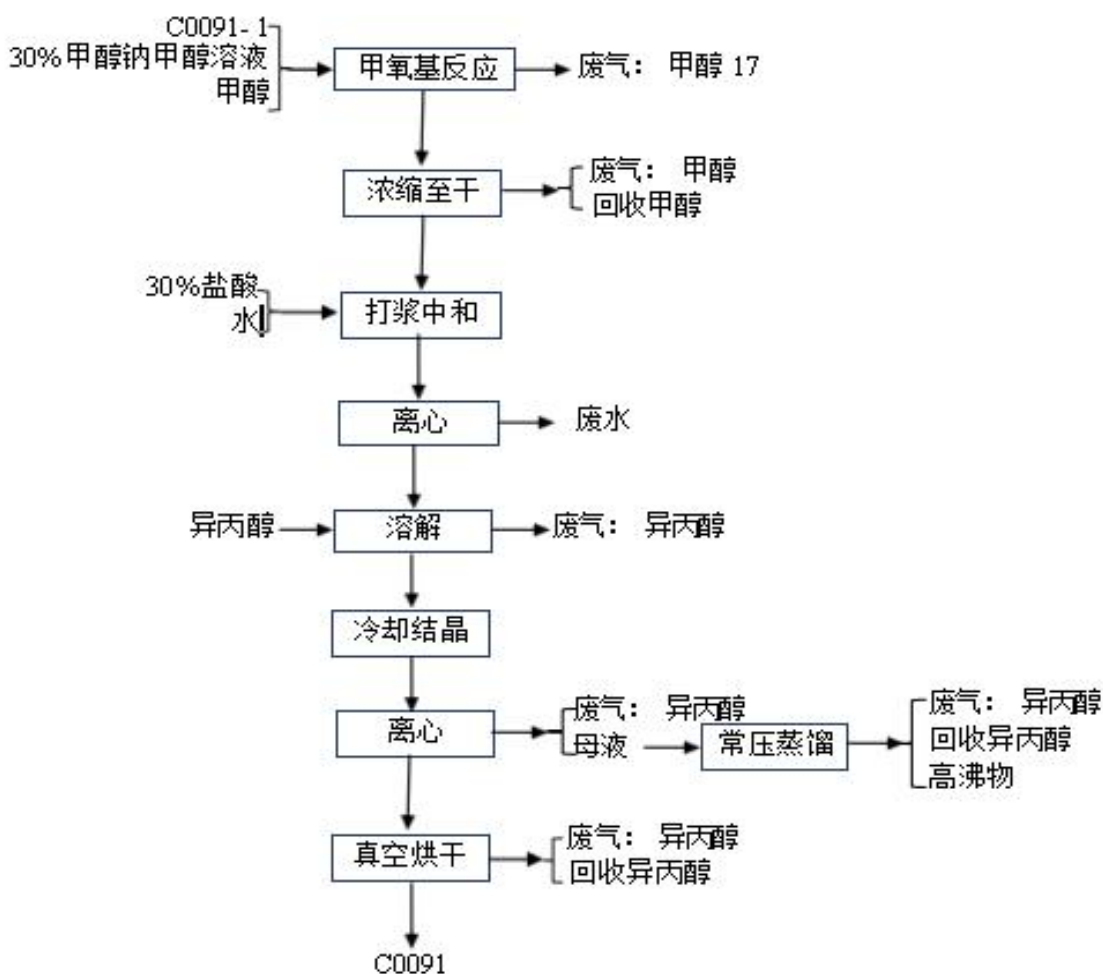 C0091-1
30%甲醇钠甲醇溶液
甲醇
甲氧基反应
废气： 甲醇 17
浓缩至干
废气： 甲醇
回收甲醇
30%盐酸
水
打浆中和
离心
废水
异丙醇
溶解
废气： 异丙醇
冷却结晶
离心
废气： 异丙醇
母液
常压蒸馏
废气： 异丙醇
回收异丙醇
高沸物
真空烘干
废气： 异丙醇
回收异丙醇
C0091